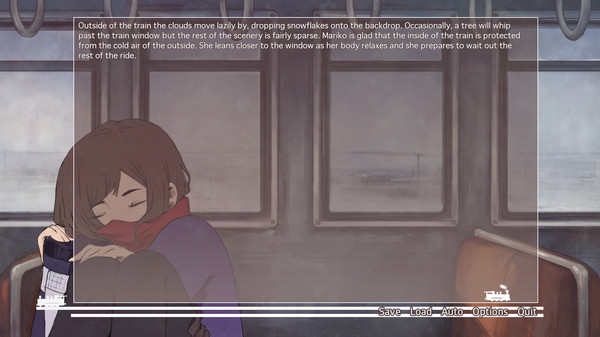 Outside of the train the clouds move lazily by, dropping snowflakes onto the backdrop. Occasionally, a tree will whip
past the train window but the rest of the scenery is fairly sparse. Mariko is glad that the inside of the train is protected
from the cold air of the outside. She leans closer to the window as her body relaxes and she prepares to wait out the
rest of the ride.
Save Load Auto Options Quit